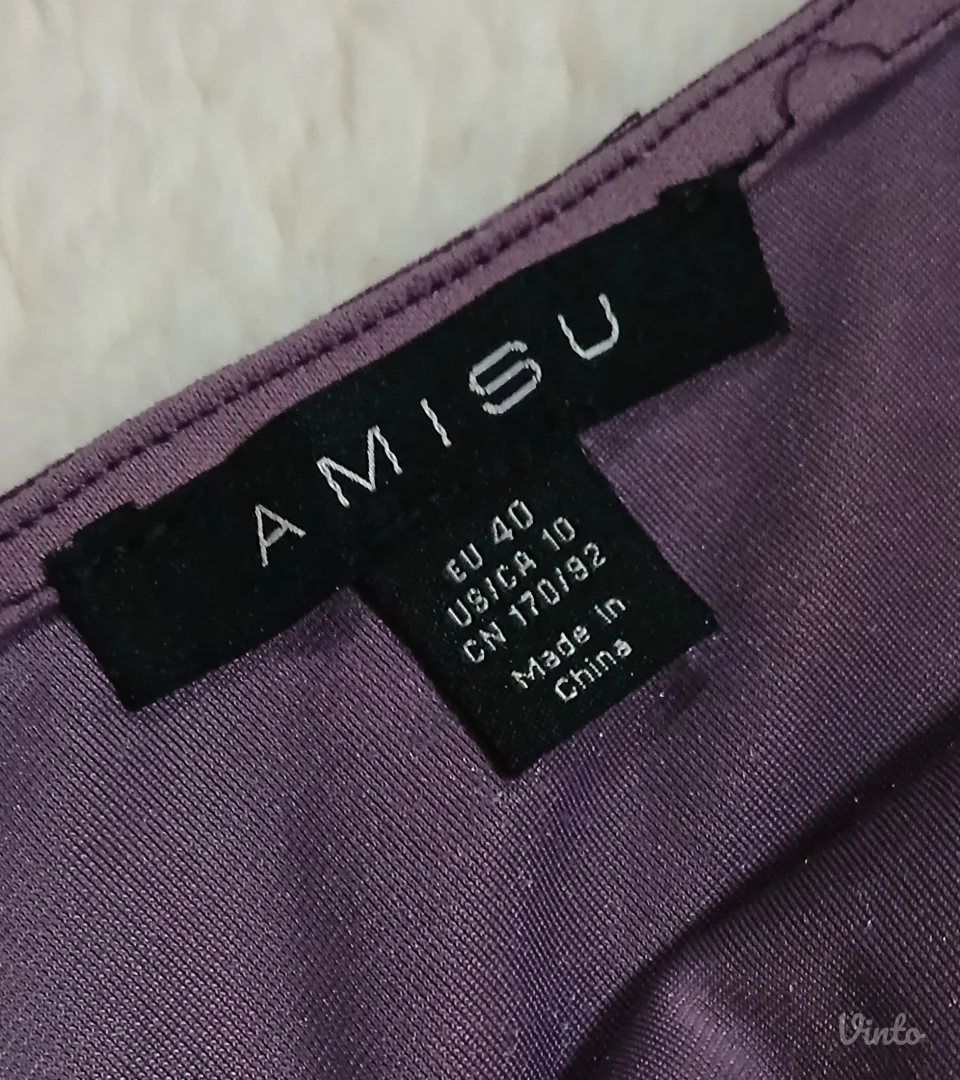 AMISU
EU 40
US/CA 10
CN 170/92
Made in
China
Vinto